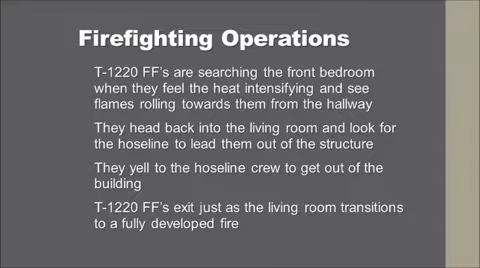 Firefighting Operations
T-1220 FF's are searching the front bedroom
when they feel the heat intensifying and see
flames rolling towards them from the hallway
They head back into the living room and look for
the hoseline to lead them out of the structure
They yell to the hoseline crew to get out of the
building
T-1220 FF's exit just as the living room transitions
to a fully developed fire